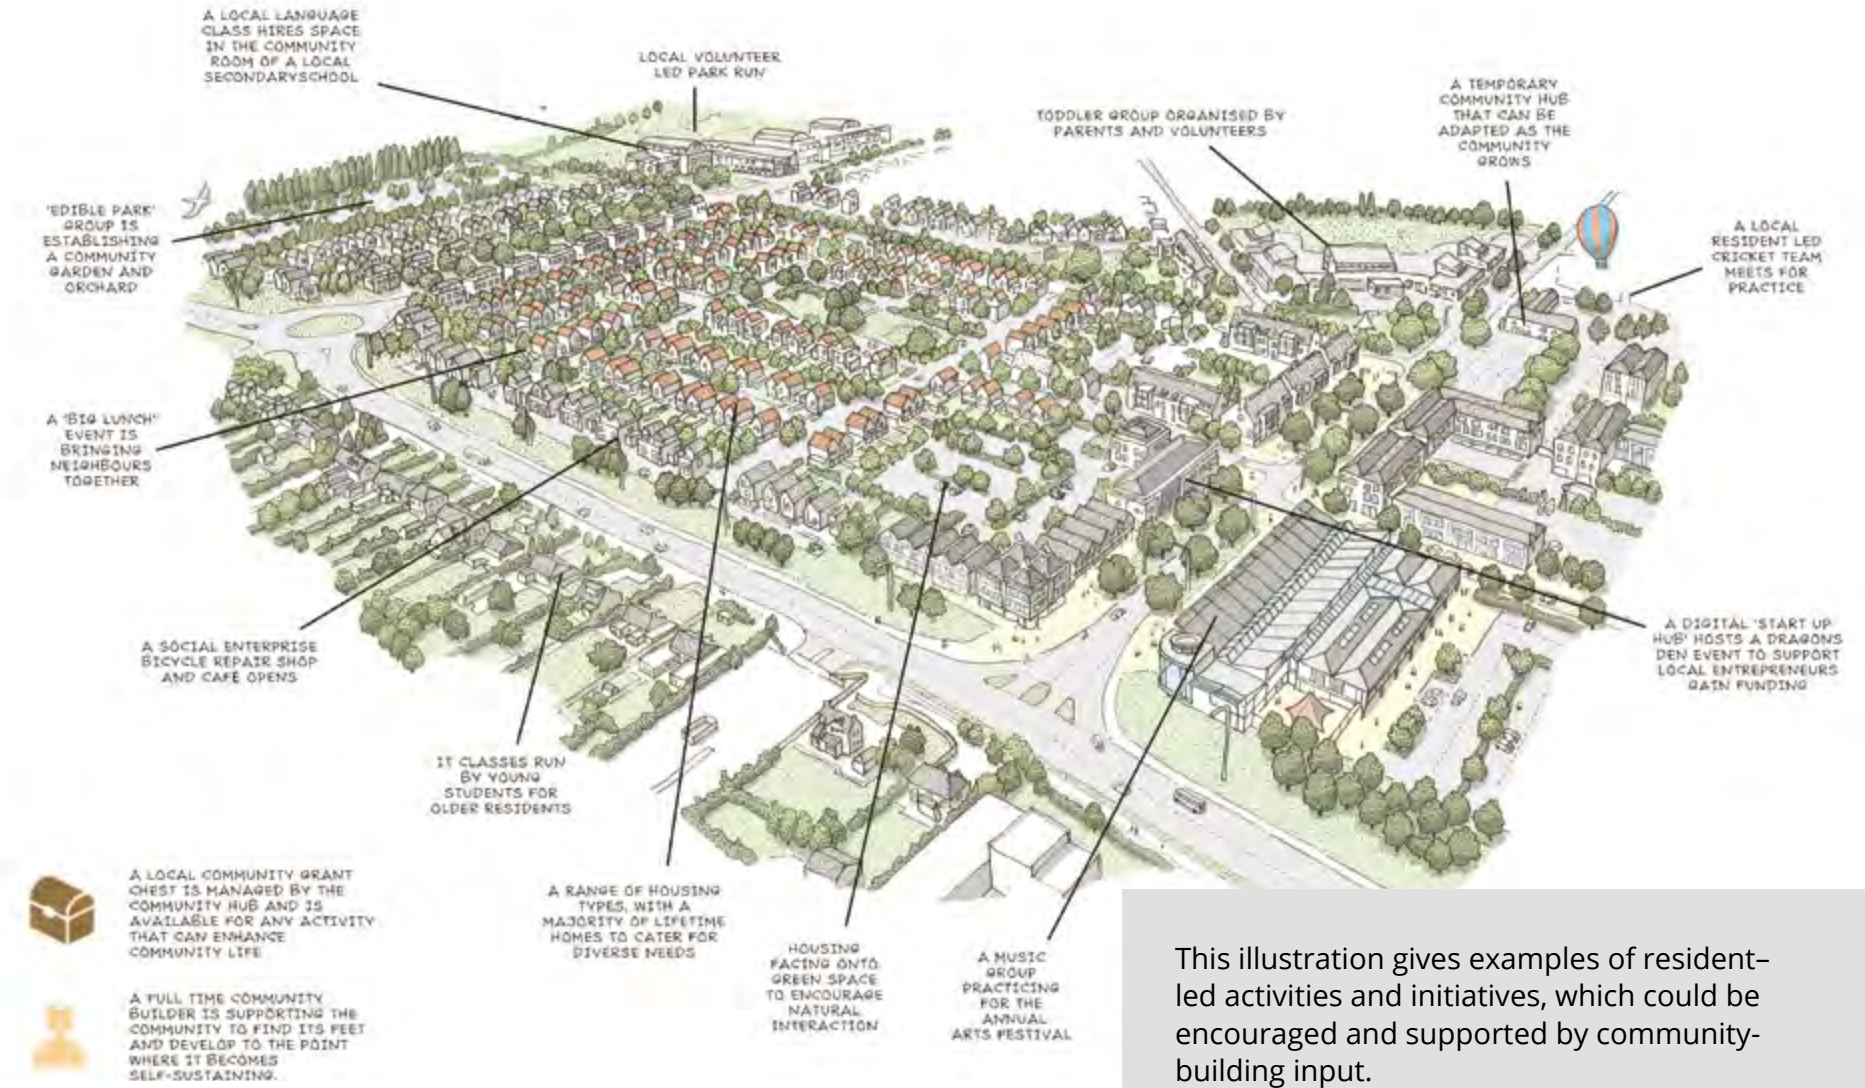 A LOCAL LANGUAGE
CLASS HIRES SPACE
IN THE COMMUNITY
ROOM OF A LOCAL
SECONDARYSCHOOL
LOCAL VOLUNTEER
LED PARK RUN
TODDLER GROUP ORGANISED BY
PARENTS AND VOLUNTEERS
A TEMPORARY
COMMUNITY HUB
THAT CAN BE
ADAPTED AS THE
COMMUNITY
GROWS
'EDIBLE PARK'
GROUP IS
ESTABLISHING
A COMMUNITY
GARDEN AND
ORCHARD
A LOCAL
RESIDENT LED
CRICKET TEAM
MEETS FOR
PRACTICE
A 'BIG LUNCH'
EVENT IS
BRINGING
NEIGHBOURS
TOGETHER
A SOCIAL ENTERPRISE
BICYCLE REPAIR SHOP
AND CAFE OPENS
A DIGITAL 'START UP
HUB' HOSTS A DRAGONS
DEN EVENT TO SUPPORT
LOCAL ENTREPRENEURS
GAIN FUNDING
IT CLASSES RUN
BY YOUNG
STUDENTS FOR
OLDER RESIDENTS
A LOCAL COMMUNITY GRANT
CHEST IS MANAGED BY THE
COMMUNITY HUB AND IS
AVAILABLE FOR ANY ACTIVITY
THAT CAN ENHANCE
COMMUNITY LIFE
A RANGE OF HOUSING
TYPES, WITH A
MAJORITY OF LIFETIME
HOMES TO CATER FOR
DIVERSE NEEDS
HOUSING
FACING ONTO
GREEN SPACE
TO ENCOURAGE
NATURAL
INTERACTION
A MUSIC
GROUP
PRACTICING
FOR THE
ANNUAL
ARTS FESTIVAL
A FULL TIME COMMUNITY
BUILDER IS SUPPORTING THE
COMMUNITY TO FIND ITS FEET
AND DEVELOP TO THE POINT
WHERE IT BECOMES
SELF-SUSTAINING.
This illustration gives examples of resident–
led activities and initiatives, which could be
encouraged and supported by community-
building input.